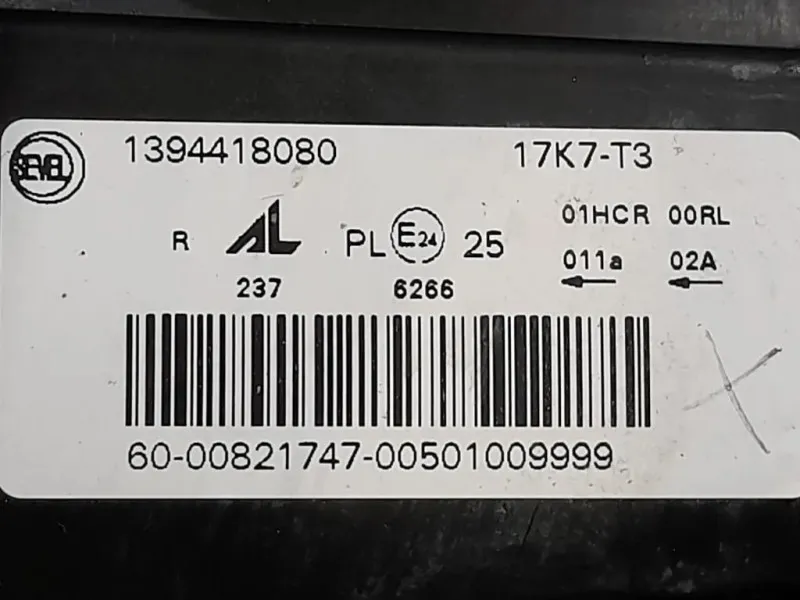 SEVEL 1394418080 17K7-T3
R AL PL E24 25 01HCR 00RL
011a 02A
237 6266
60-00821747-00501009999